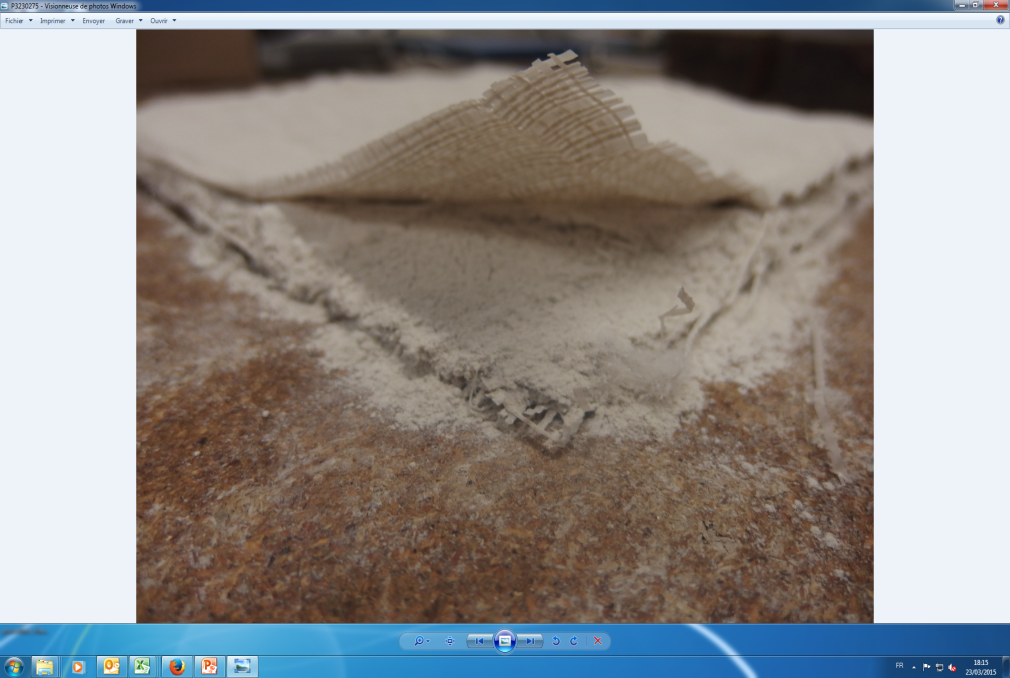 P3230275 - Visionneuse de photos Windows
Fichier Imprimer Envoyer Graver Ouvrir
FR
18:15
23/03/2015